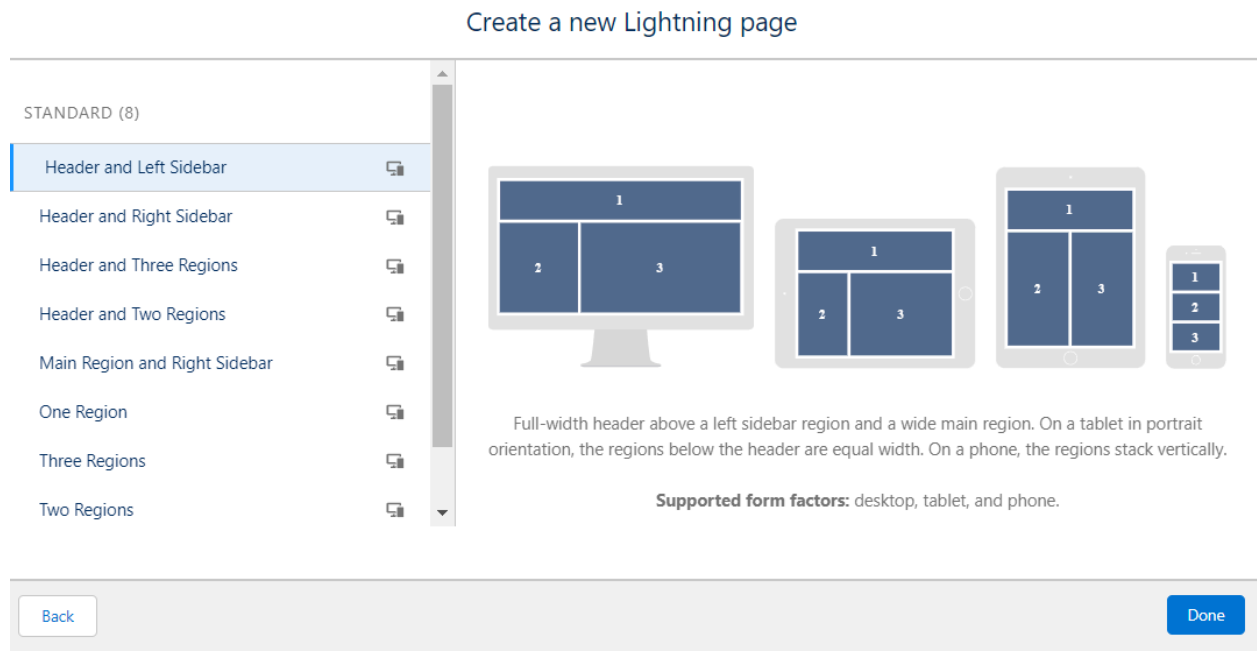 Create a new Lightning page
STANDARD (8)
Header and Left Sidebar
Header and Right Sidebar
Header and Three Regions
Header and Two Regions
Main Region and Right Sidebar
One Region
Three Regions
Two Regions
1
2 3
1
2 3
1
2 3
1
2
3
Full-width header above a left sidebar region and a wide main region. On a tablet in portrait
orientation, the regions below the header are equal width. On a phone, the regions stack vertically.
Supported form factors: desktop, tablet, and phone.
Back
Done